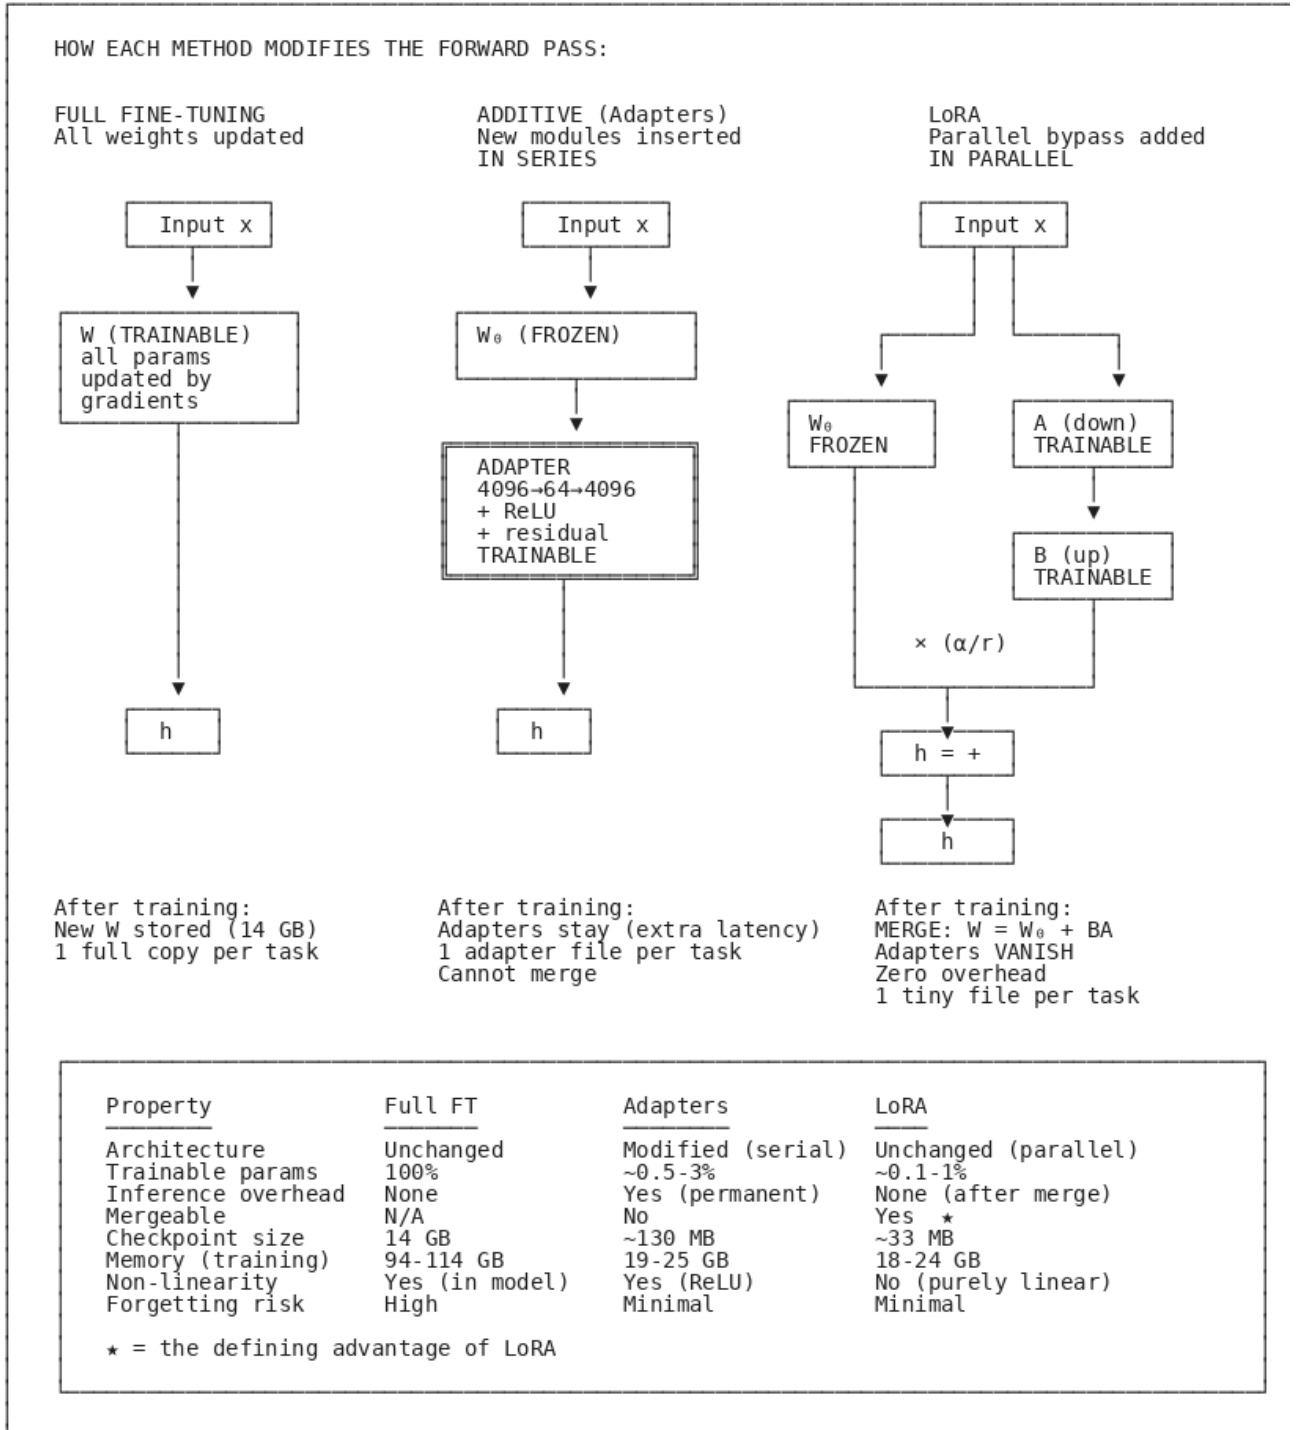 HOW EACH METHOD MODIFIES THE FORWARD PASS:
FULL FINE-TUNING
All weights updated
ADDITIVE (Adapters)
New modules inserted
IN SERIES
LoRA
Parallel bypass added
IN PARALLEL
Input x
W (TRAINABLE)
all params
updated by
gradients
h
Input x
W₀ (FROZEN)
ADAPTER
4096→64→4096
+ ReLU
+ residual
TRAINABLE
h
Input x
W₀
FROZEN
A (down)
TRAINABLE
B (up)
TRAINABLE
× (α/r)
h = +
h
After training:
New W stored (14 GB)
1 full copy per task
After training:
Adapters stay (extra latency)
1 adapter file per task
Cannot merge
After training:
MERGE: W = W₀ + BA
Adapters VANISH
Zero overhead
1 tiny file per task
Property Full FT Adapters LoRA
Architecture Unchanged Modified (serial) Unchanged (parallel)
Trainable params 100% ~0.5-3% ~0.1-1%
Inference overhead None Yes (permanent) None (after merge)
Mergeable N/A No Yes ★
Checkpoint size 14 GB ~130 MB ~33 MB
Memory (training) 94-114 GB 19-25 GB 18-24 GB
Non-linearity Yes (in model) Yes (ReLU) No (purely linear)
Forgetting risk High Minimal Minimal
★ = the defining advantage of LoRA